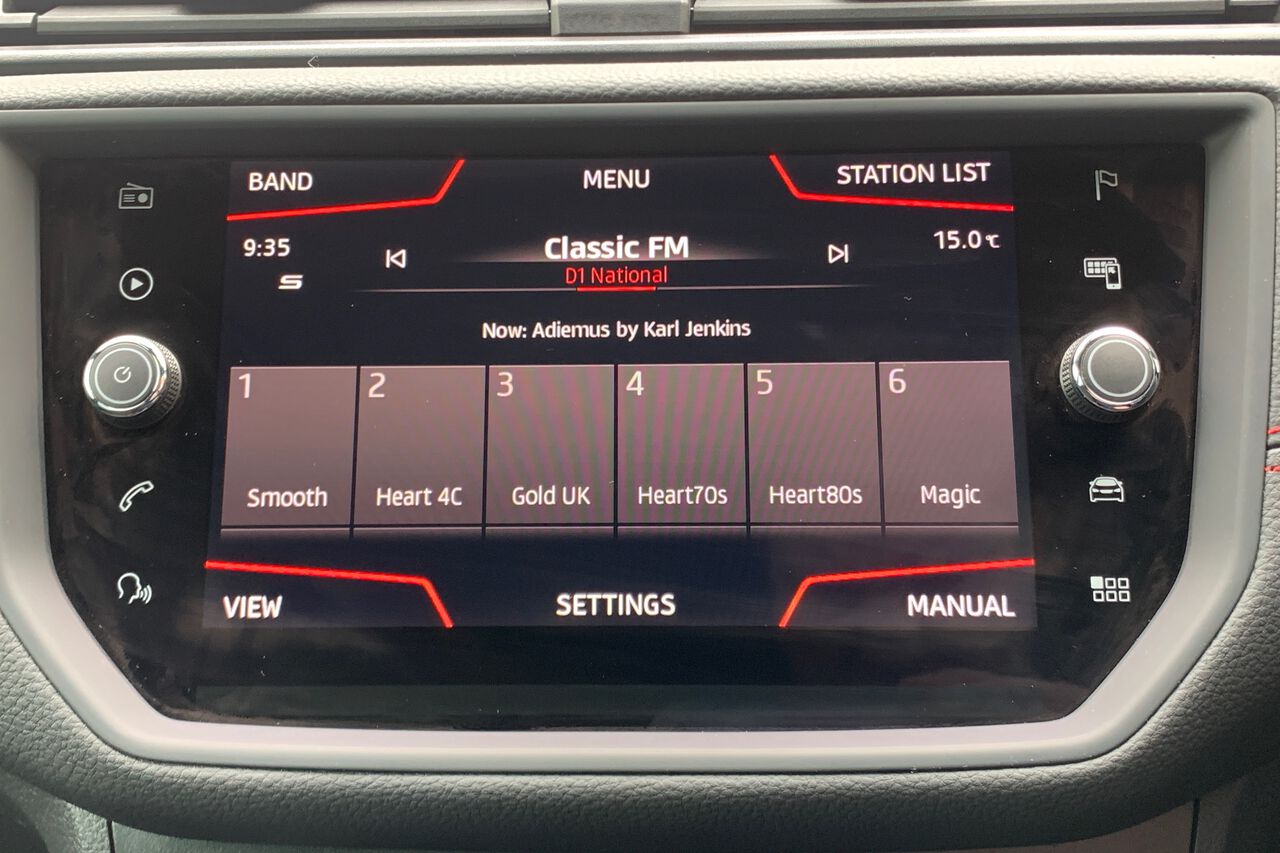 BAND MENU STATION LIST
9:35 Classic FM 15.0℃
D1 National
Now: Adiemus by Karl Jenkins
1 2 3 4 5 6
Smooth Heart 4C Gold UK Heart70s Heart80s Magic
VIEW SETTINGS MANUAL